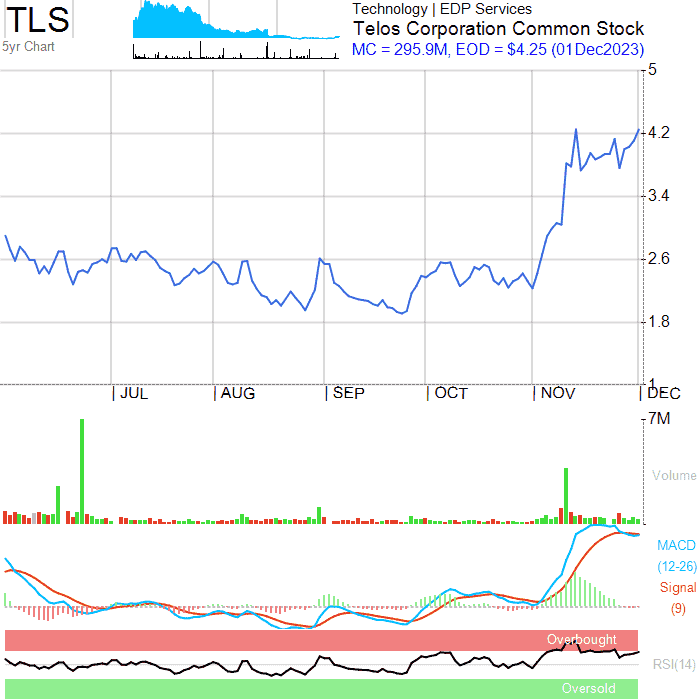 TLS
5yr Chart
Technology | EDP Services
Telos Corporation Common Stock
MC = 295.9M, EOD = $4.25 (01Dec2023)
5
4.2
3.4
2.6
1.8
1
| JUL | AUG | SEP | OCT | NOV | DEC
7M
Volume
MACD
(12-26)
Signal
(9)
Overbought
RSI(14)
Oversold